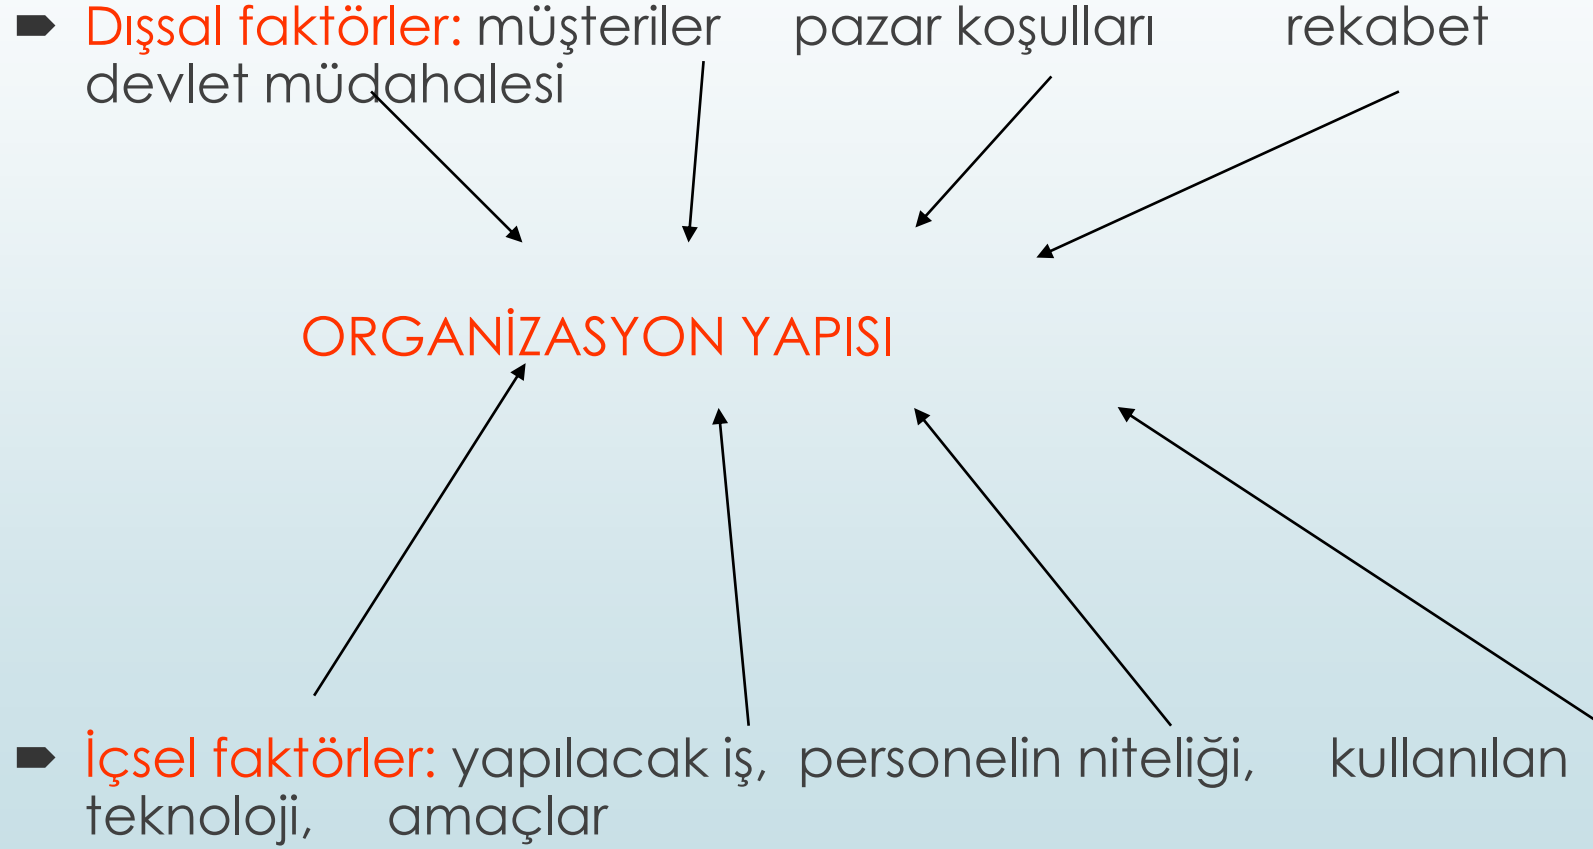 Dışsal faktörler: müşteriler pazar koşulları rekabet
devlet müdahalesi
ORGANİZASYON YAPISI
İçsel faktörler: yapılacak iş, personelin niteliği, kullanılan
teknoloji, amaçlar